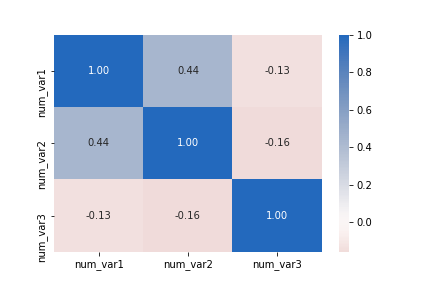 1.00 0.44 -0.13
0.44 1.00 -0.16
-0.13 -0.16 1.00
num_var1
num_var2
num_var3
num_var1 num_var2 num_var3
1.0
0.8
0.6
0.4
0.2
0.0